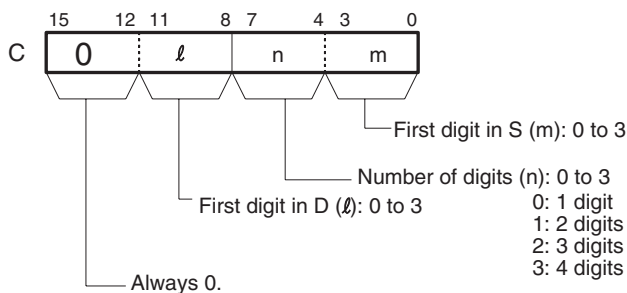 15 12 11 8 7 4 3 0
C 0 ℓ n m
First digit in S (m): 0 to 3
Number of digits (n): 0 to 3
First digit in D (ℓ): 0 to 3
0: 1 digit
1: 2 digits
2: 3 digits
3: 4 digits
Always 0.